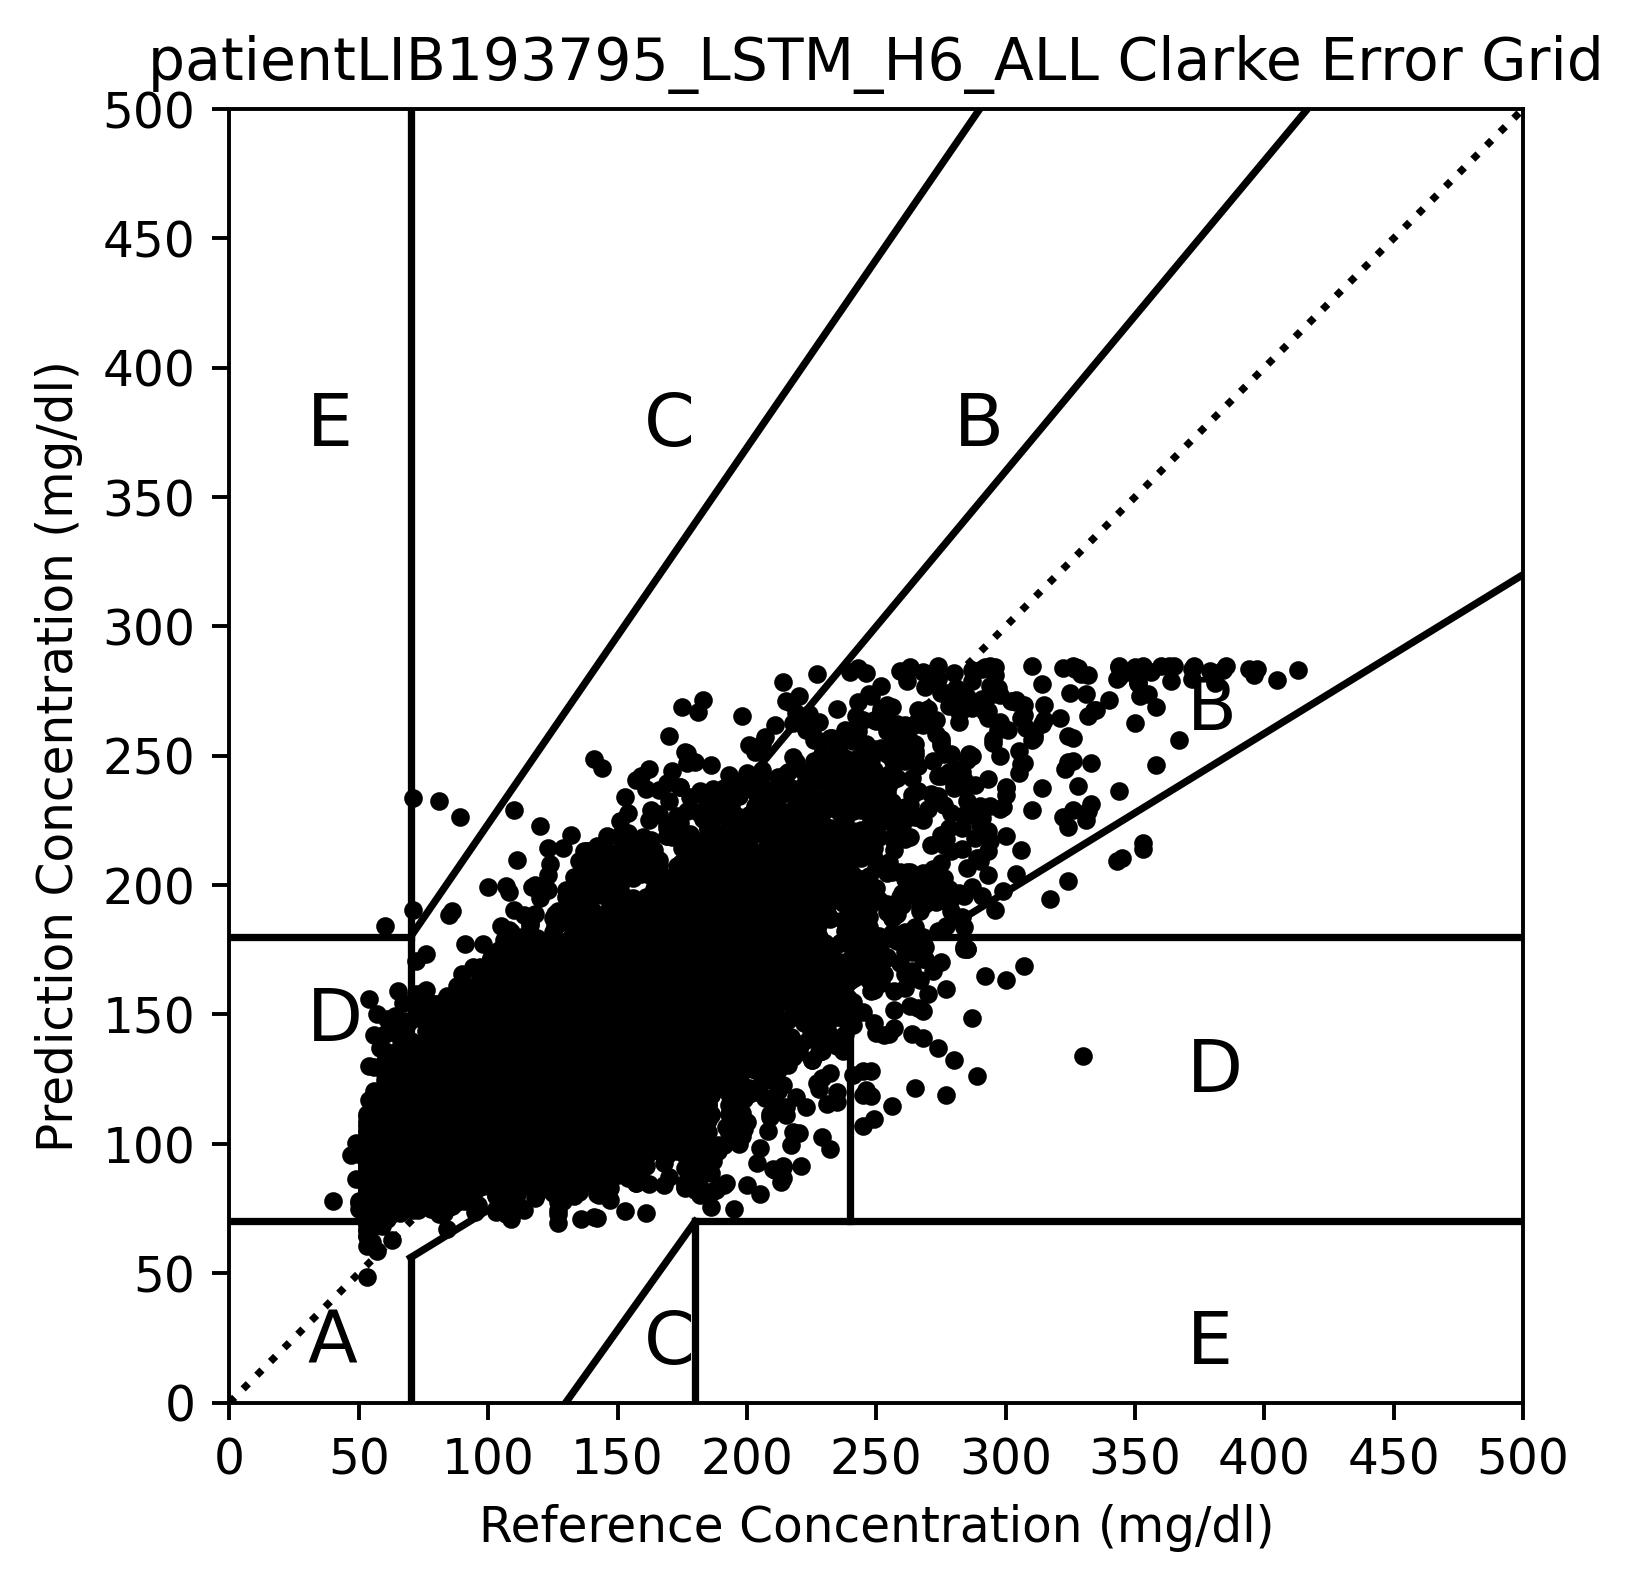 patientLIB193795_LSTM_H6_ALL Clarke Error Grid
500
450
400
350
300
250
200
150
100
50
0
Prediction Concentration (mg/dl)
E
C
B
B
D
D
A
C
E
0 50 100 150 200 250 300 350 400 450 500
Reference Concentration (mg/dl)